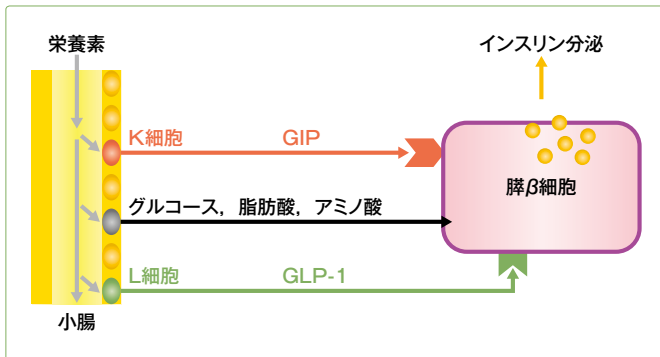 栄養素
インスリン分泌
K細胞
GIP
膵β細胞
グルコース，脂肪酸，アミノ酸
L細胞
GLP-1
小腸